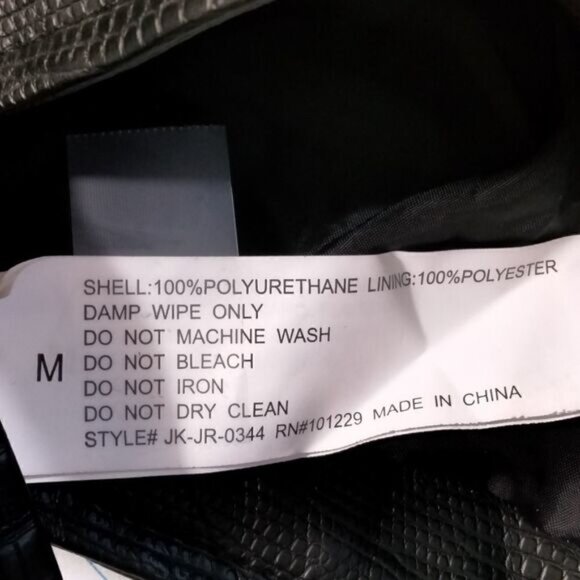 SHELL:100%POLYURETHANE LINING:100%POLYESTER
DAMP WIPE ONLY
DO NOT MACHINE WASH
M DO NOT BLEACH
DO NOT IRON
DO NOT DRY CLEAN
STYLE# JK-JR-0344 RN#101229 MADE IN CHINA